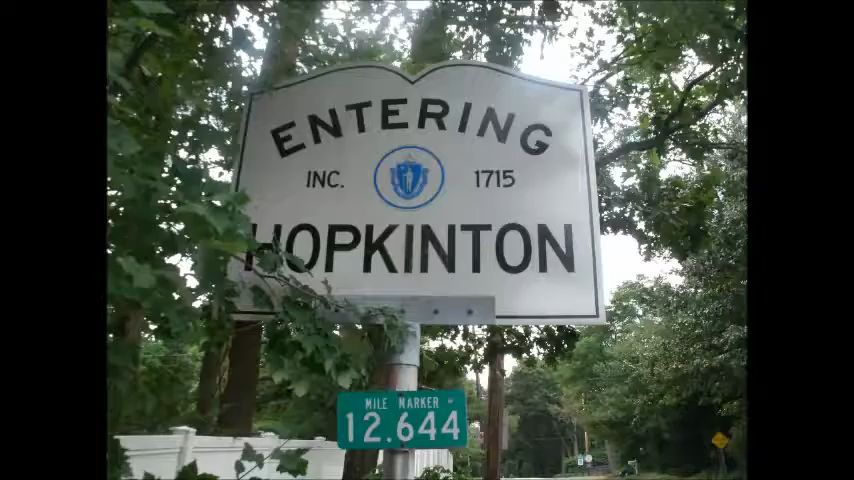 ENTERING
INC. 1715
HOPKINTON
MILE MARKER
12.644